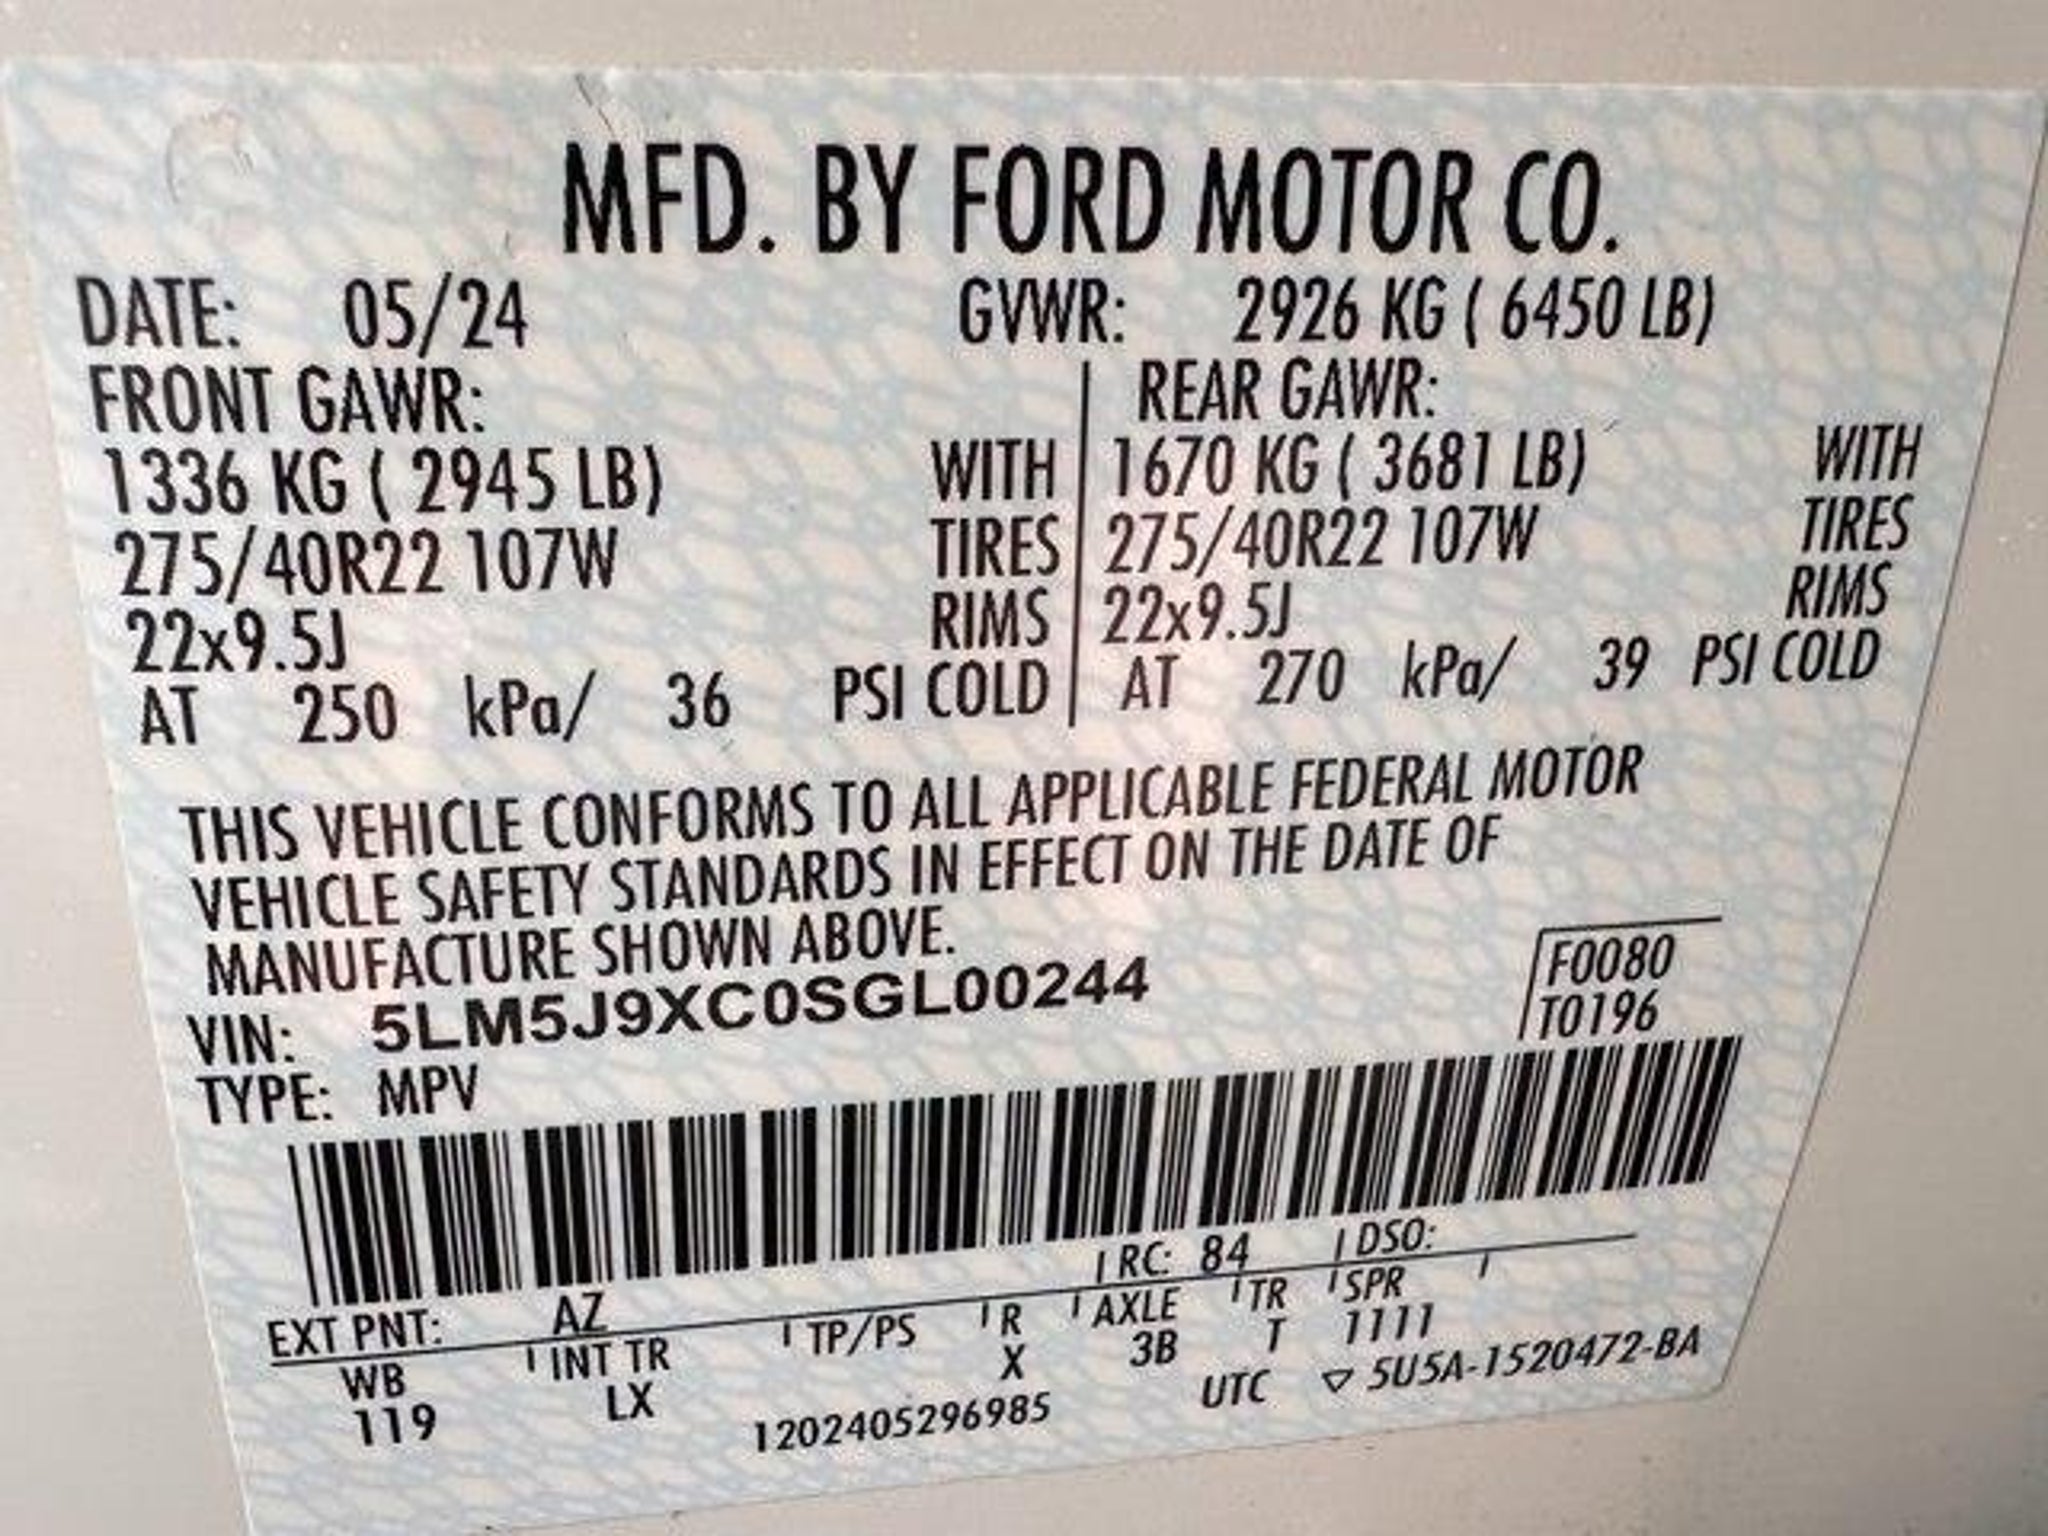 MFD. BY FORD MOTOR CO.
DATE: 05/24 GVWR: 2926 KG ( 6450 LB)
FRONT GAWR: REAR GAWR:
1336 KG ( 2945 LB) WITH 1670 KG ( 3681 LB) WITH
275/40R22 107W TIRES 275/40R22 107W TIRES
22x9.5J RIMS 22x9.5J RIMS
AT 250 kPa/ 36 PSI COLD AT 270 kPa/ 39 PSI COLD
THIS VEHICLE CONFORMS TO ALL APPLICABLE FEDERAL MOTOR
VEHICLE SAFETY STANDARDS IN EFFECT ON THE DATE OF
MANUFACTURE SHOWN ABOVE.
F0080
VIN: 5LM5J9XC0SGL00244
T0196
TYPE: MPV
EXT PNT: AZ RC: 84 DSO:
WB INT TR TP/PS R AXLE TR SPR
119 LX X 3B T 1111
1202405296985 UTC ▽ 5U5A-1520472-BA